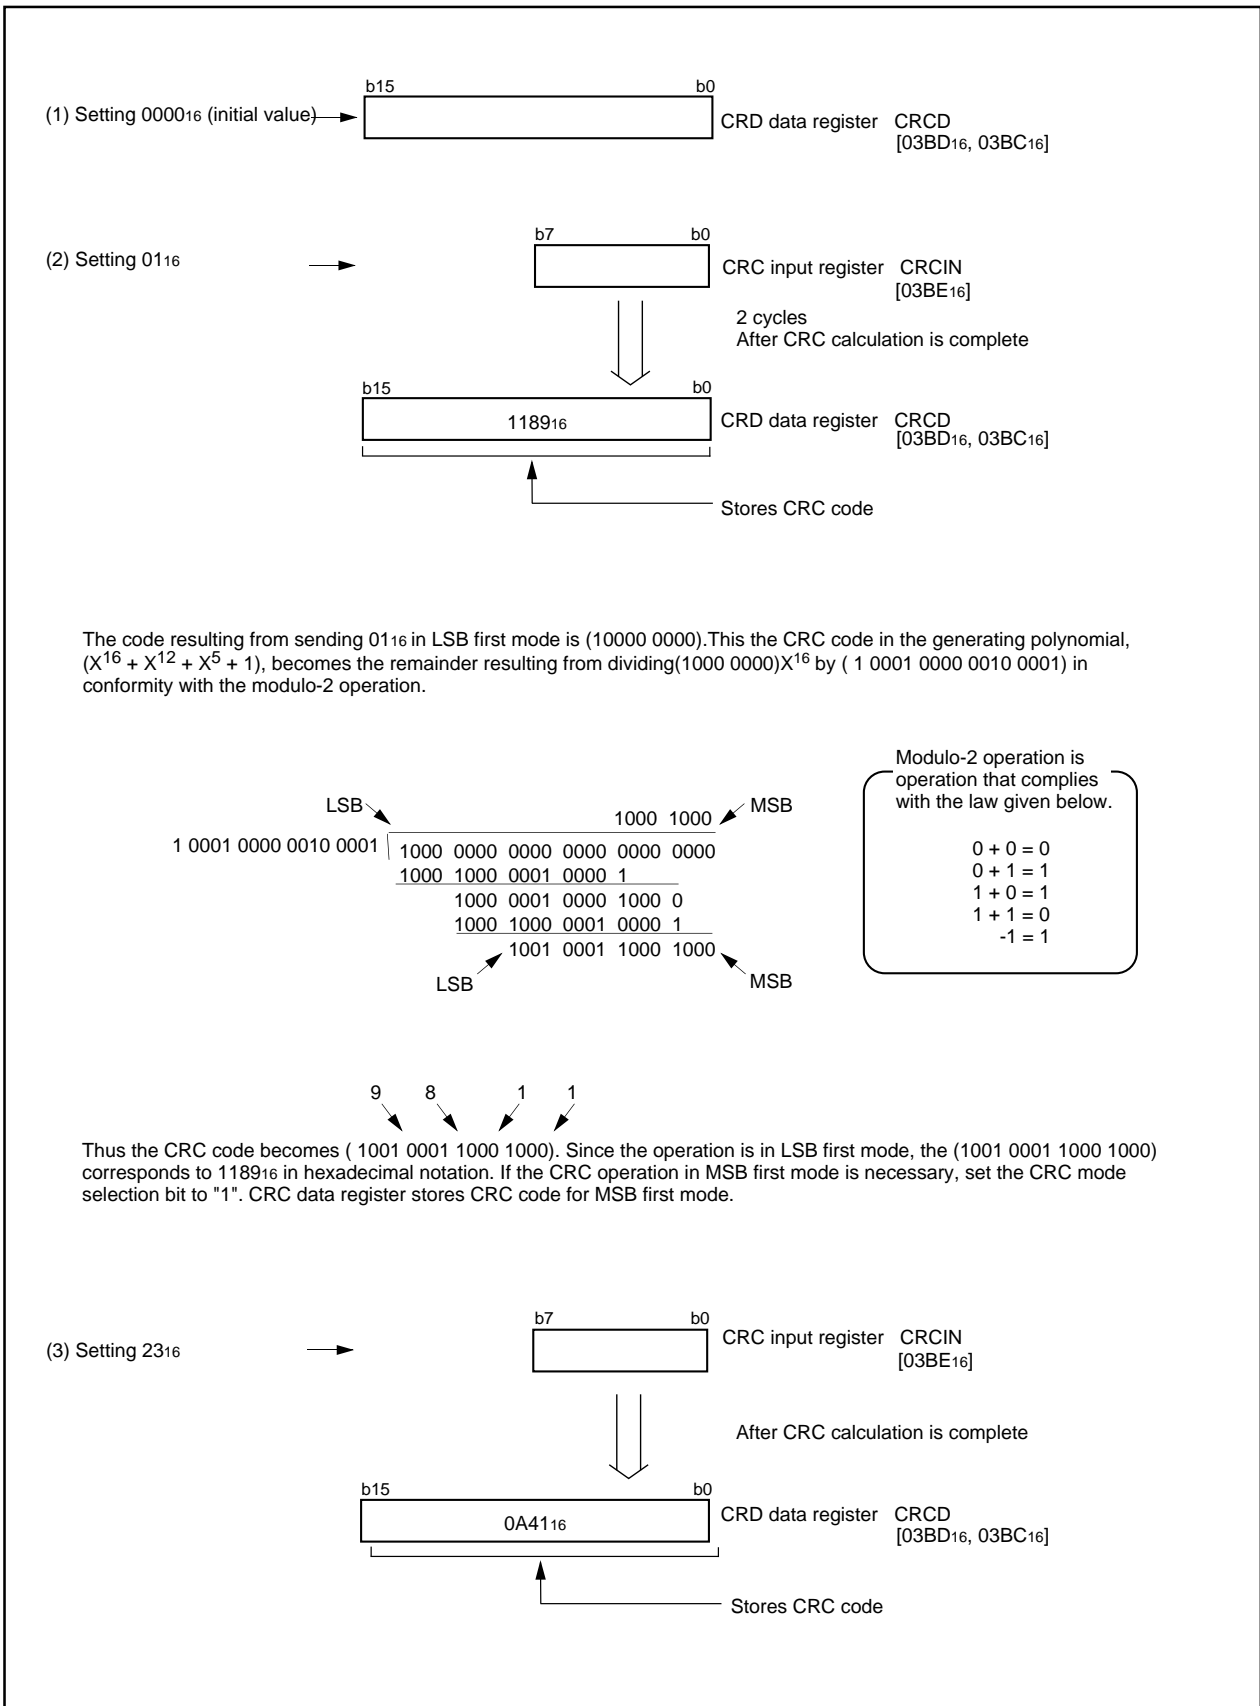 b15 b0
(1) Setting 0000₁₆ (initial value)
CRD data register CRCD
[03BD₁₆, 03BC₁₆]
b7 b0
(2) Setting 01₁₆
CRC input register CRCIN
[03BE₁₆]
2 cycles
After CRC calculation is complete
b15 b0
1189₁₆
CRD data register CRCD
[03BD₁₆, 03BC₁₆]
Stores CRC code
The code resulting from sending 01₁₆ in LSB first mode is (10000 0000).This the CRC code in the generating polynomial,
(X¹⁶ + X¹² + X⁵ + 1), becomes the remainder resulting from dividing(1000 0000)X¹⁶ by ( 1 0001 0000 0010 0001) in
conformity with the modulo-2 operation.
LSB MSB
1000 1000
1 0001 0000 0010 0001
1000 0000 0000 0000 0000 0000
1000 1000 0001 0000 1
1000 0001 0000 1000 0
1000 1000 0001 0000 1
1001 0001 1000 1000
LSB MSB
Modulo-2 operation is
operation that complies
with the law given below.
0 + 0 = 0
0 + 1 = 1
1 + 0 = 1
1 + 1 = 0
-1 = 1
9 8 1 1
Thus the CRC code becomes ( 1001 0001 1000 1000). Since the operation is in LSB first mode, the (1001 0001 1000 1000)
corresponds to 1189₁₆ in hexadecimal notation. If the CRC operation in MSB first mode is necessary, set the CRC mode
selection bit to "1". CRC data register stores CRC code for MSB first mode.
b7 b0
(3) Setting 23₁₆
CRC input register CRCIN
[03BE₁₆]
After CRC calculation is complete
b15 b0
0A41₁₆
CRD data register CRCD
[03BD₁₆, 03BC₁₆]
Stores CRC code